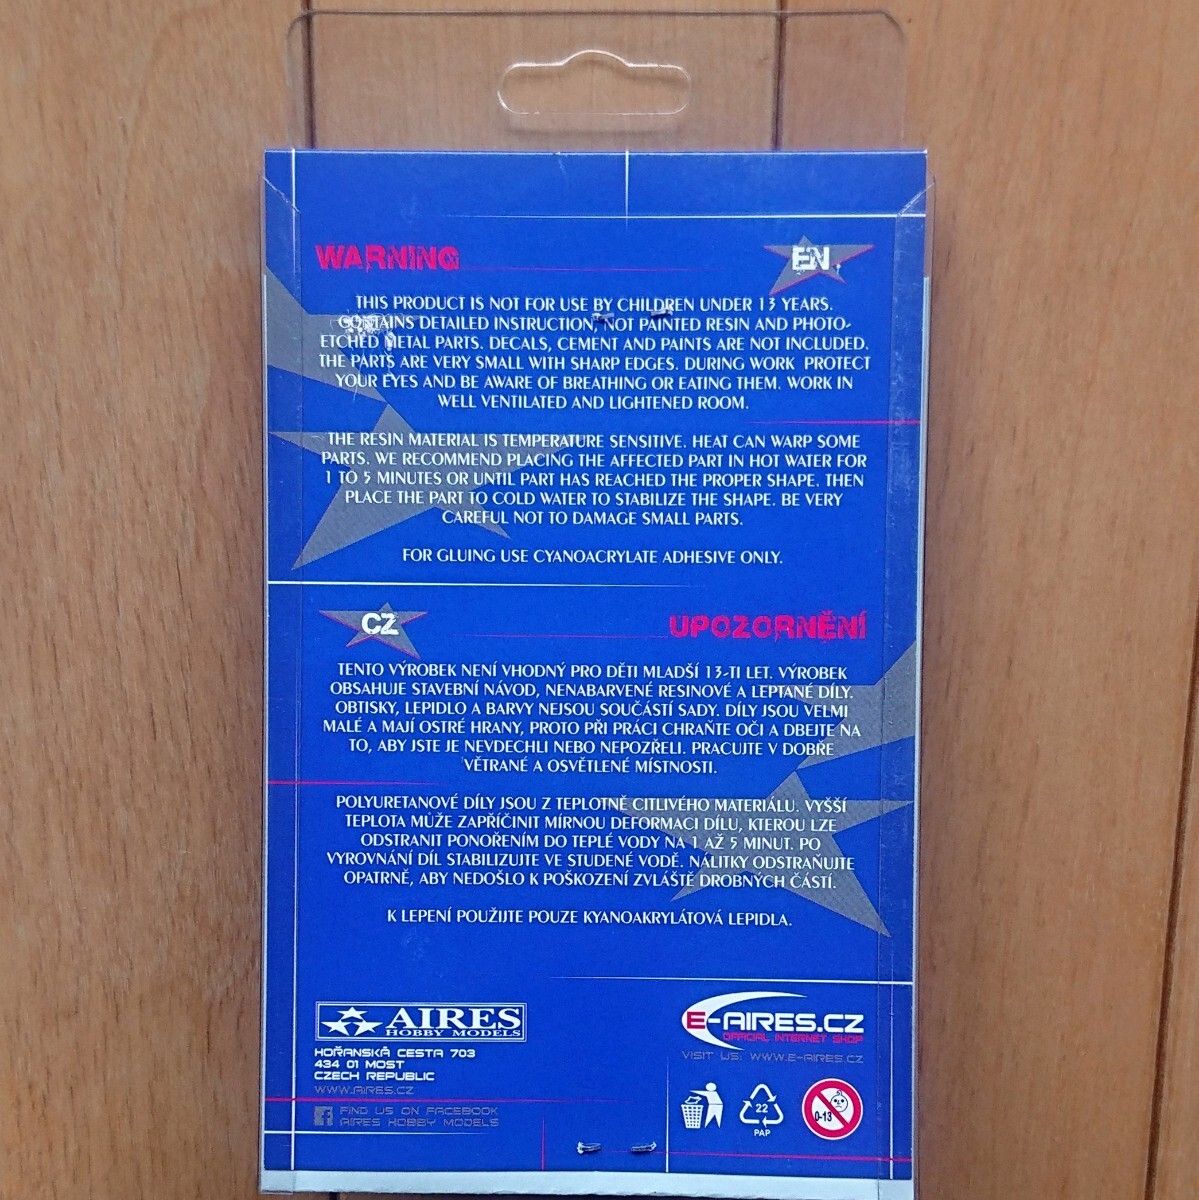 WARNING
EN
THIS PRODUCT IS NOT FOR USE BY CHILDREN UNDER 13 YEARS.
CONTAINS DETAILED INSTRUCTION, NOT PAINTED RESIN AND PHOTO-
ETCHED METAL PARTS. DECALS, CEMENT AND PAINTS ARE NOT INCLUDED.
THE PARTS ARE VERY SMALL WITH SHARP EDGES. DURING WORK PROTECT
YOUR EYES AND BE AWARE OF BREATHING OR EATING THEM. WORK IN
WELL VENTILATED AND LIGHTENED ROOM.
THE RESIN MATERIAL IS TEMPERATURE SENSITIVE. HEAT CAN WARP SOME
PARTS. WE RECOMMEND PLACING THE AFFECTED PART IN HOT WATER FOR
1 TO 5 MINUTES OR UNTIL PART HAS REACHED THE PROPER SHAPE. THEN
PLACE THE PART TO COLD WATER TO STABILIZE THE SHAPE. BE VERY
CAREFUL NOT TO DAMAGE SMALL PARTS.
FOR GLUING USE CYANOACRYLATE ADHESIVE ONLY.
CZ
UPOZORNĚNÍ
TENTO VÝROBEK NENÍ VHODNÝ PRO DĚTI MLADŠÍ 13-TI LET. VÝROBEK
OBSAHUJE STAVEBNÍ NÁVOD, NENABARVENÉ RESINOVÉ A LEPTANÉ DÍLY.
OBTISKY, LEPIDLO A BARVY NEJSOU SOUČÁSTÍ SADY. DÍLY JSOU VELMI
MALÉ A MAJÍ OSTRÉ HRANY, PROTO PŘI PRÁCI CHRAŇTE OČI A DBEJTE NA
TO, ABY JSTE JE NEVDECHLI NEBO NEPOZŘELI. PRACUJTE V DOBŘE
VĚTRANÉ A OSVĚTLENÉ MÍSTNOSTI.
POLYURETANOVÉ DÍLY JSOU Z TEPLOTNĚ CITLIVÉHO MATERIÁLU. VYŠŠÍ
TEPLOTA MŮŽE ZAPŘÍČINIT MÍRNOU DEFORMACI DÍLU, KTEROU LZE
ODSTRANIT PONOŘENÍM DO TEPLÉ VODY NA 1 AŽ 5 MINUT. PO
VYROVNÁNÍ DÍL STABILIZUJTE VE STUDENÉ VODĚ. NÁLITKY ODSTRAŇUJTE
OPATRNĚ, ABY NEDOŠLO K POŠKOZENÍ ZVLÁŠTĚ DROBNÝCH ČÁSTÍ.
K LEPENÍ POUŽIJTE POUZE KYANOAKRYLÁTOVÁ LEPIDLA.
AIRES
HOBBY MODELS
HOŘANSKÁ CESTA 703
434 01 MOST
CZECH REPUBLIC
WWW.AIRES.CZ
FIND US ON FACEBOOK
AIRES HOBBY MODELS
E-AIRES.CZ
OFFICIAL INTERNET SHOP
VISIT US: WWW.E-AIRES.CZ
22
PAP
0-13